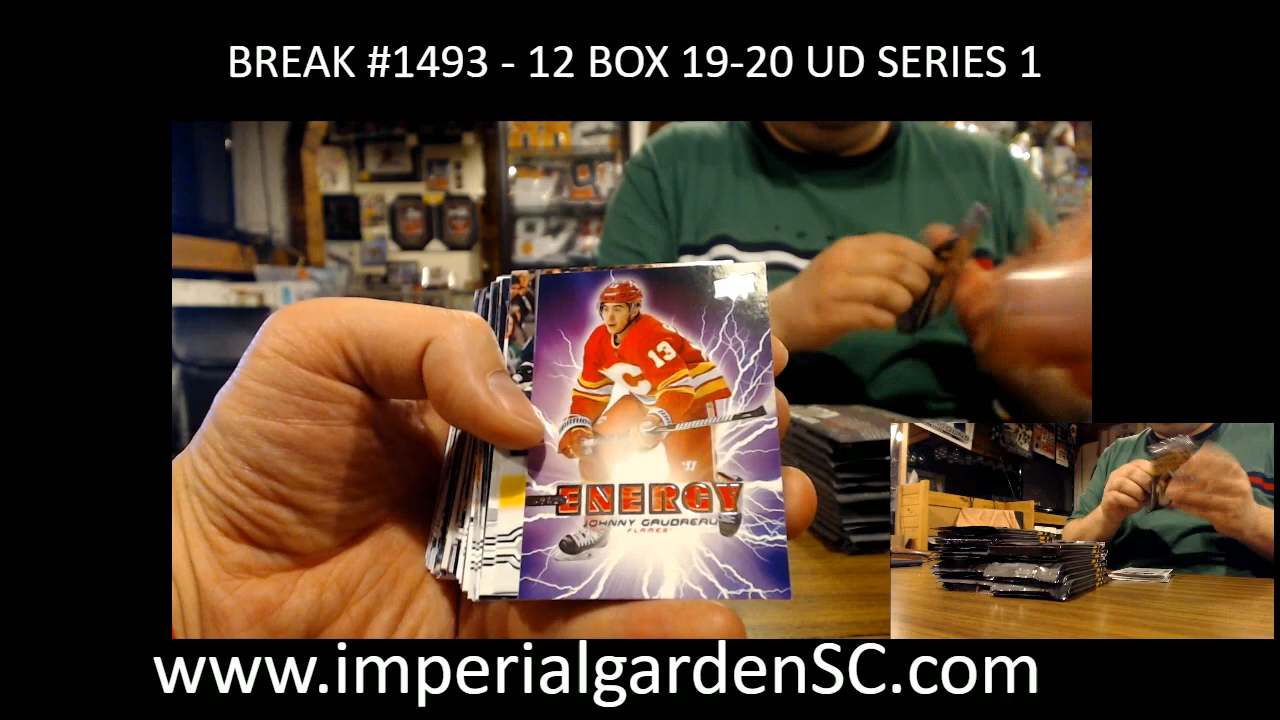 BREAK #1493 - 12 BOX 19-20 UD SERIES 1
13
ENERGY
JOHNNY GAUDREAU
FLAMES
www.imperialgardenSC.com